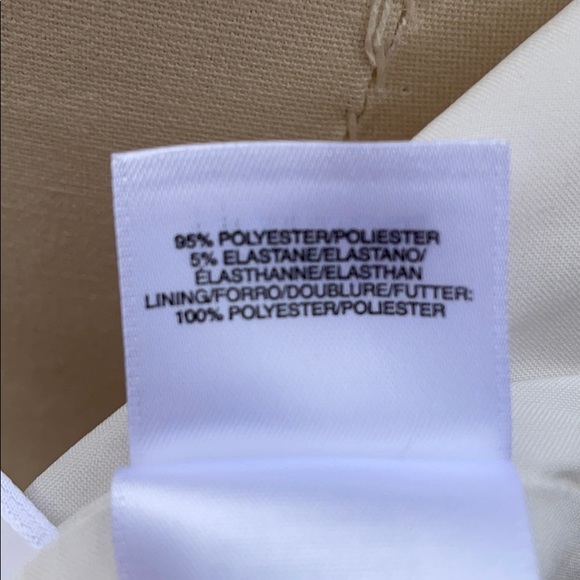 95% POLYESTER/POLIESTER
5% ELASTANE/ELASTANO/
ÉLASTHANNE/ELASTHAN
LINING/FORRO/DOUBLURE/FUTTER:
100% POLYESTER/POLIESTER